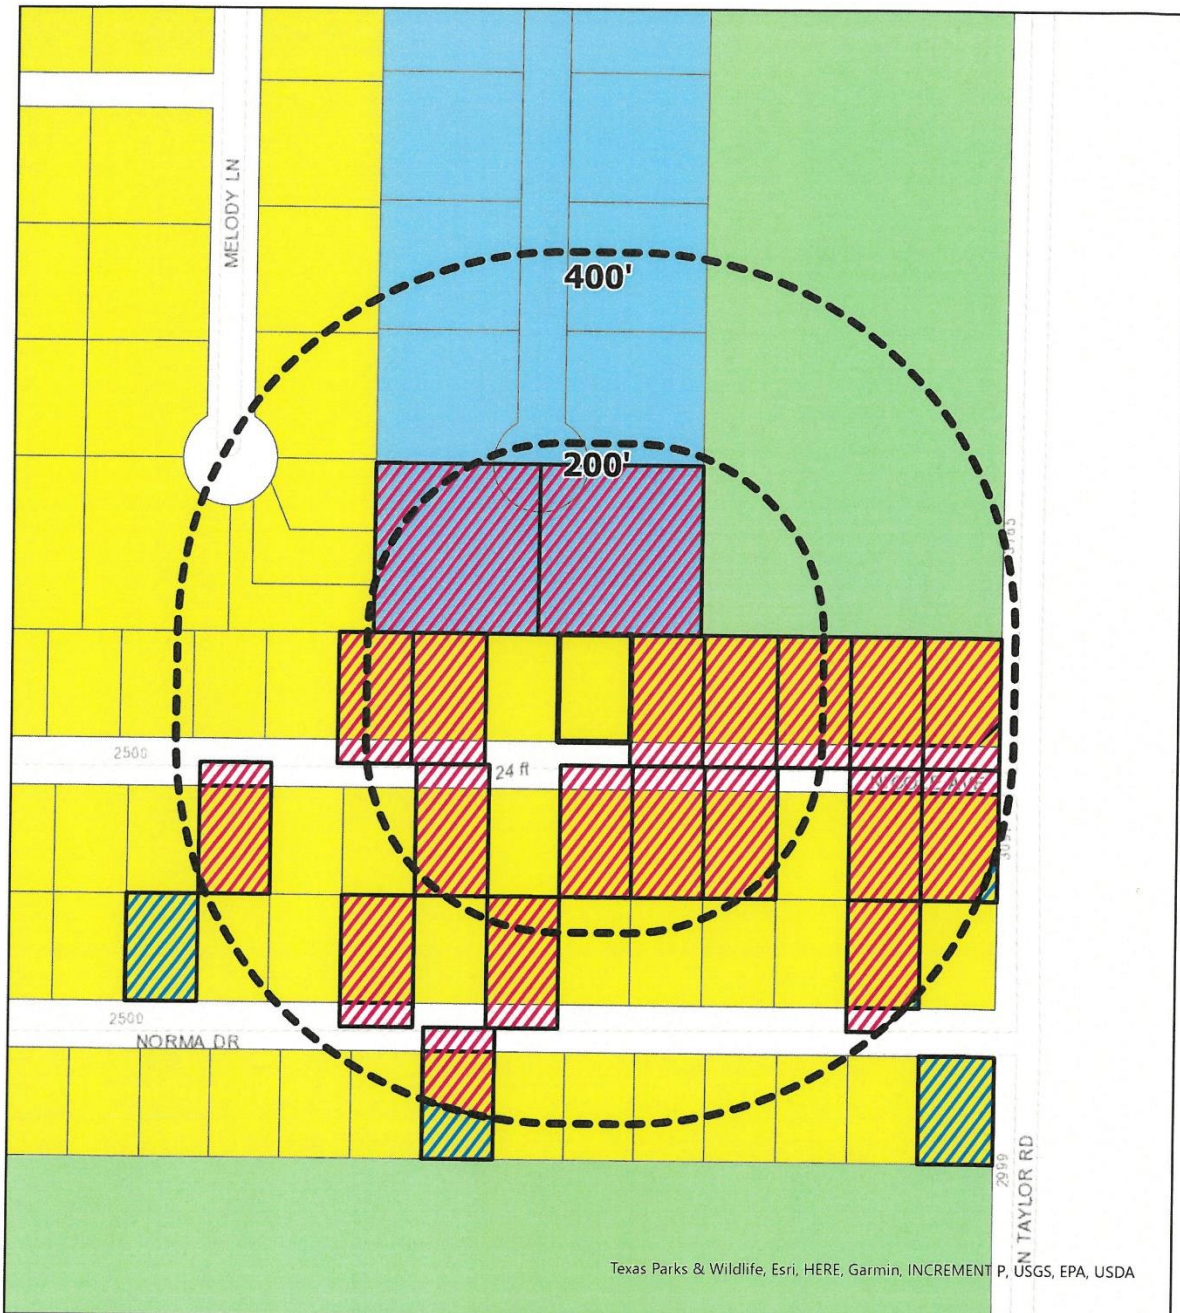 MELODY LN
400'
200'
2500
24 ft
2500
NORMA DR
2999
N TAYLOR RD
Texas Parks & Wildlife, Esri, HERE, Garmin, INCREMENT P, USGS, EPA, USDA